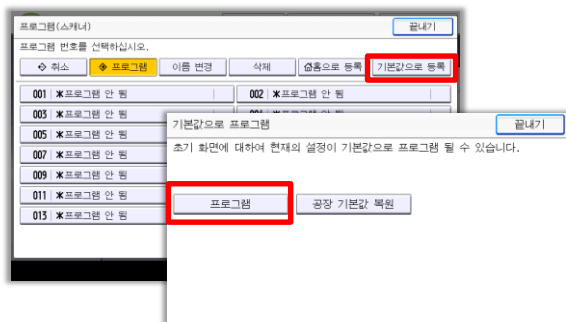 프로그램(스캐너)
끝내기
프로그램 번호를 선택하십시오.
취소 프로그램 이름 변경 삭제 홈으로 등록 기본값으로 등록
001 ✱프로그램 안 됨 002 ✱프로그램 안 됨
003 ✱프로그램 안 됨
005 ✱프로그램 안 됨
007 ✱프로그램 안 됨
009 ✱프로그램 안 됨
011 ✱프로그램 안 됨
013 ✱프로그램 안 됨
기본값으로 프로그램
끝내기
초기 화면에 대하여 현재의 설정이 기본값으로 프로그램 될 수 있습니다.
프로그램 공장 기본값 복원